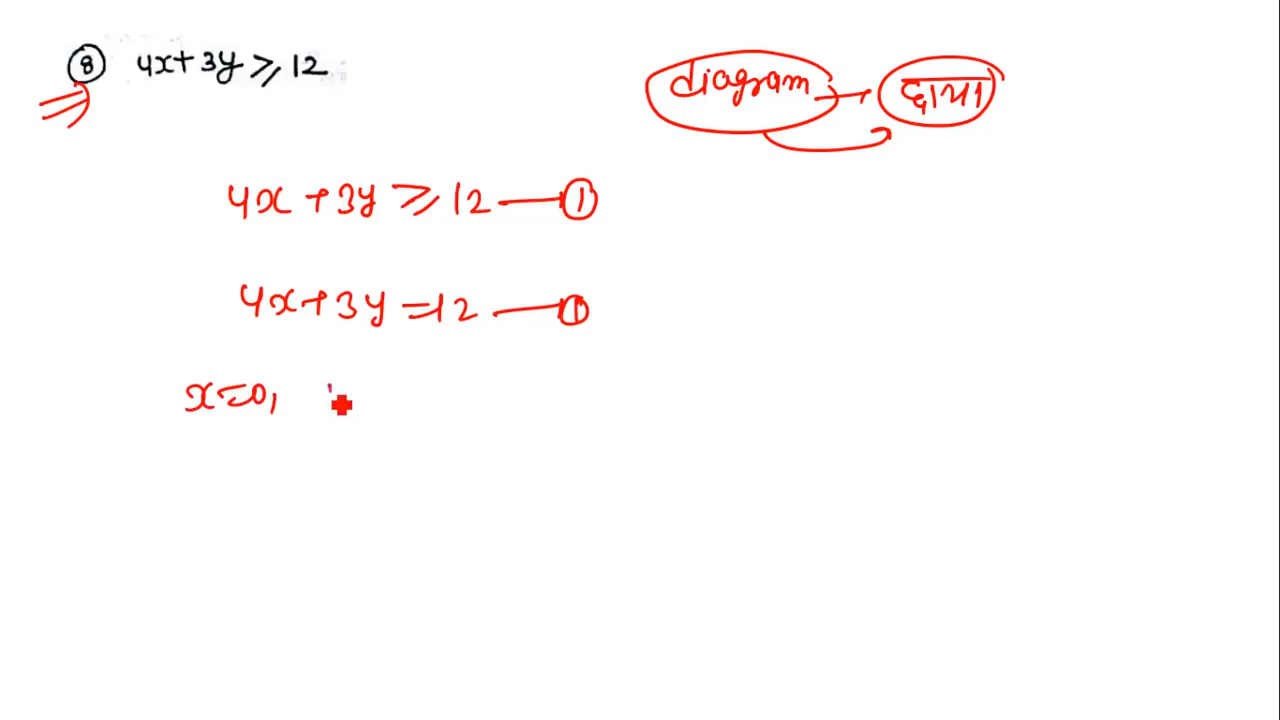 ⑧ 4x+3y ≥ 12
diagram → छाया
4x + 3y ≥ 12 — ①
4x+3y = 12 — ①
x=0,